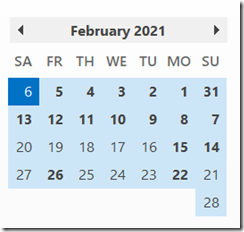 February 2021
SA FR TH WE TU MO SU
6 5 4 3 2 1 31
13 12 11 10 9 8 7
20 19 18 17 16 15 14
27 26 25 24 23 22 21
28